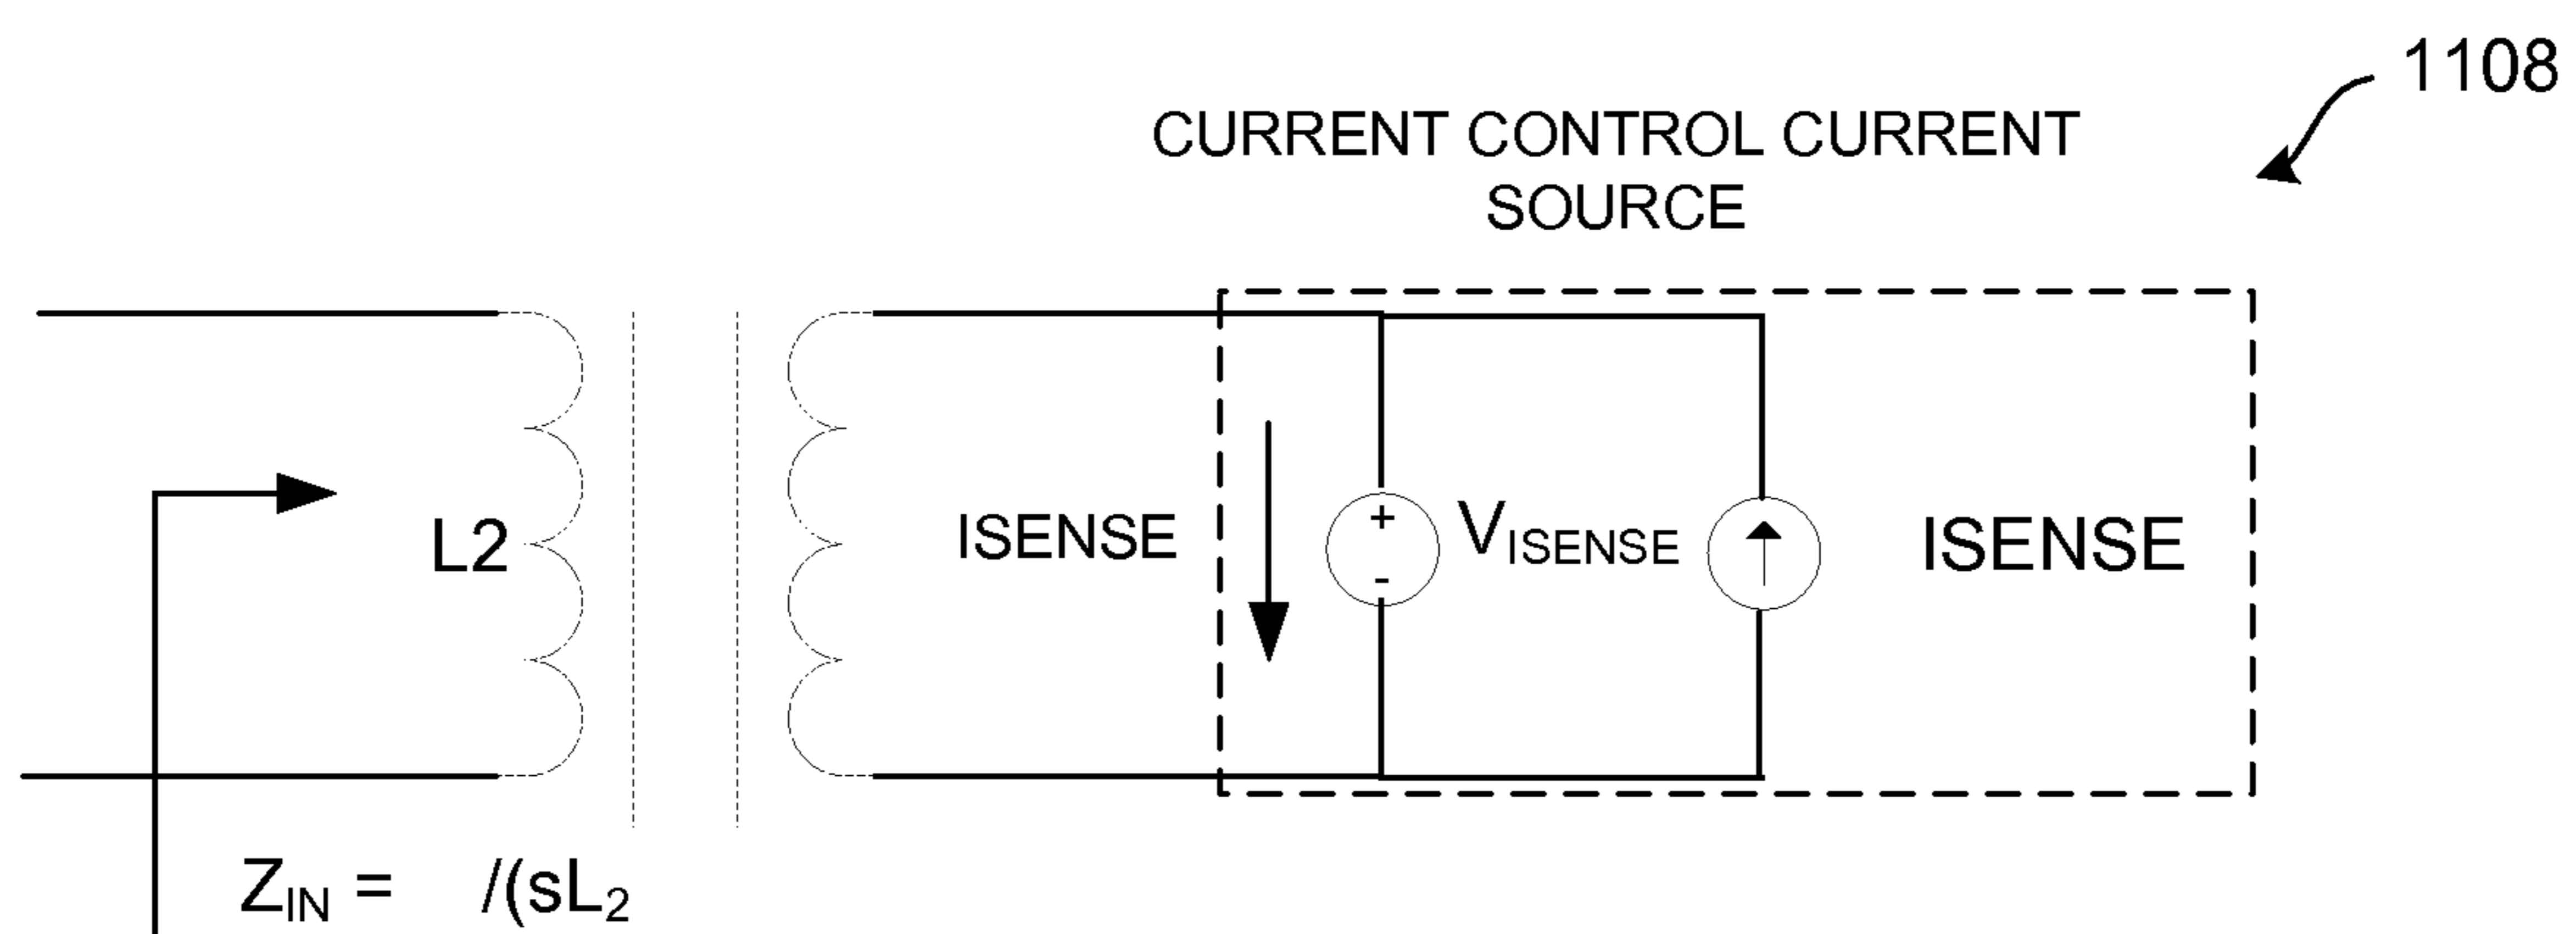 1108
CURRENT CONTROL CURRENT
SOURCE
L2
ISENSE
+
-
VISENSE
ISENSE
ZIN = /(sL2